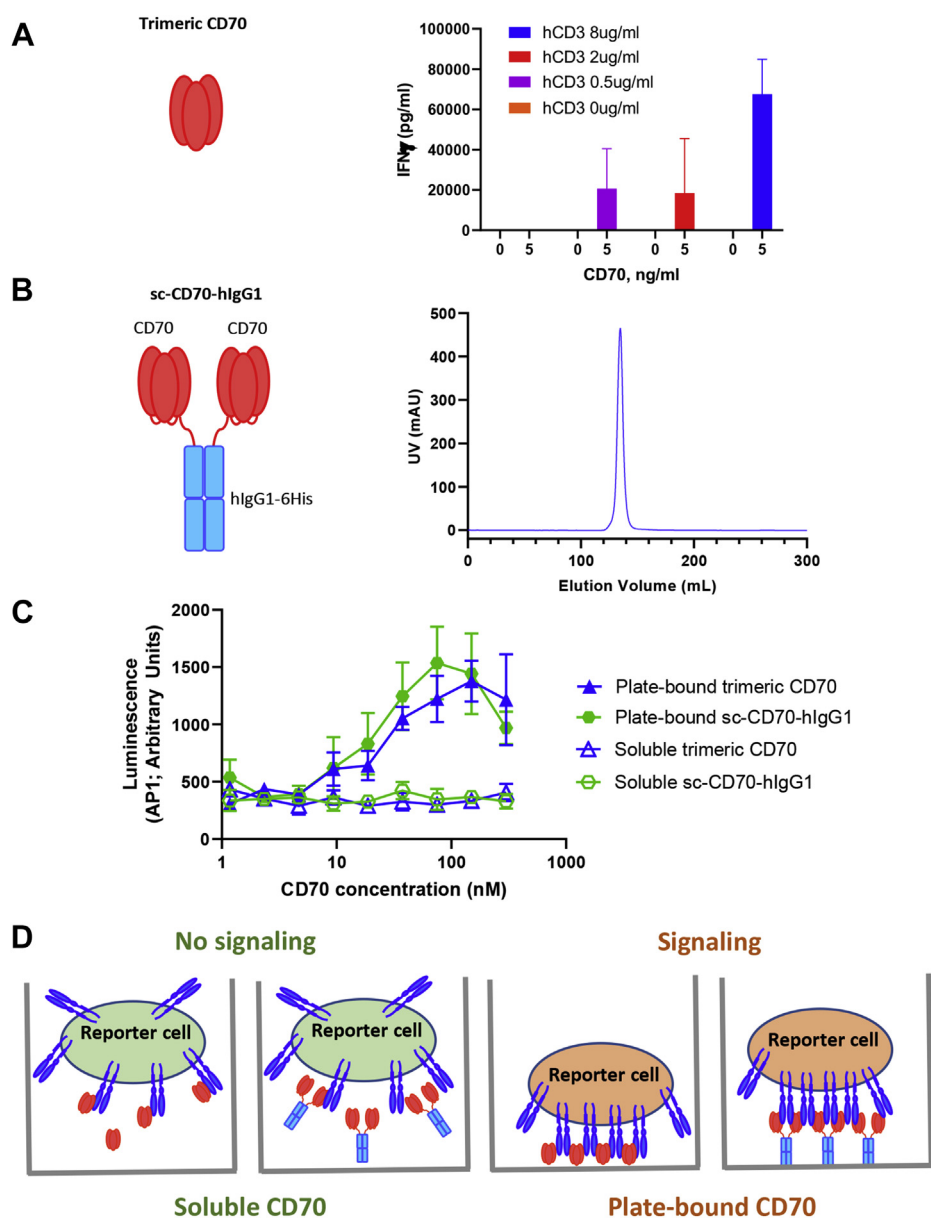 A
Trimeric CD70
hCD3 8ug/ml
hCD3 2ug/ml
hCD3 0.5ug/ml
hCD3 0ug/ml
IFNγ (pg/ml)
100000
80000
60000
40000
20000
0
0 5 0 5 0 5 0 5
CD70, ng/ml
B
sc-CD70-hIgG1
CD70 CD70
hIgG1-6His
UV (mAU)
500
400
300
200
100
0
0 100 200 300
Elution Volume (mL)
C
Luminescence
(AP1; Arbitrary Units)
2000
1500
1000
500
0
1 10 100 1000
CD70 concentration (nM)
Plate-bound trimeric CD70
Plate-bound sc-CD70-hIgG1
Soluble trimeric CD70
Soluble sc-CD70-hIgG1
D
No signaling
Signaling
Reporter cell
Reporter cell
Reporter cell
Reporter cell
Soluble CD70
Plate-bound CD70